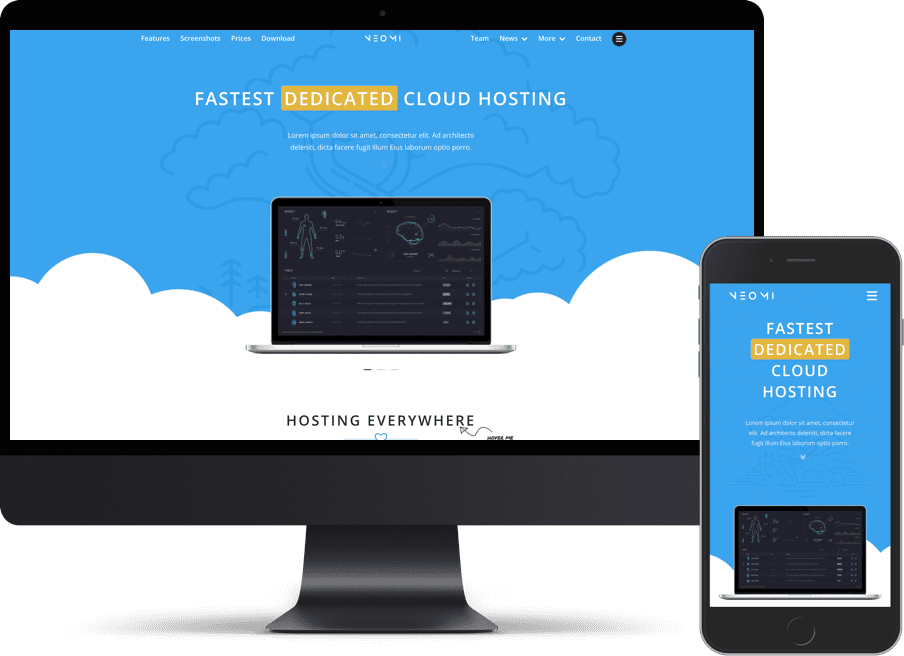 Features Screenshots Prices Download NEOMI Team News More Contact
FASTEST DEDICATED CLOUD HOSTING
Lorem ipsum dolor sit amet, consectetur elit. Ad architecto
deleniti, dicta facere fugit illum Eius laborum optio porro.
HOSTING EVERYWHERE
HOVER ME
NEOMI
FASTEST
DEDICATED
CLOUD
HOSTING
Lorem ipsum dolor sit amet, consectetur
elit. Ad architecto deleniti, dicta facere
fugit illum Eius laborum optio porro.